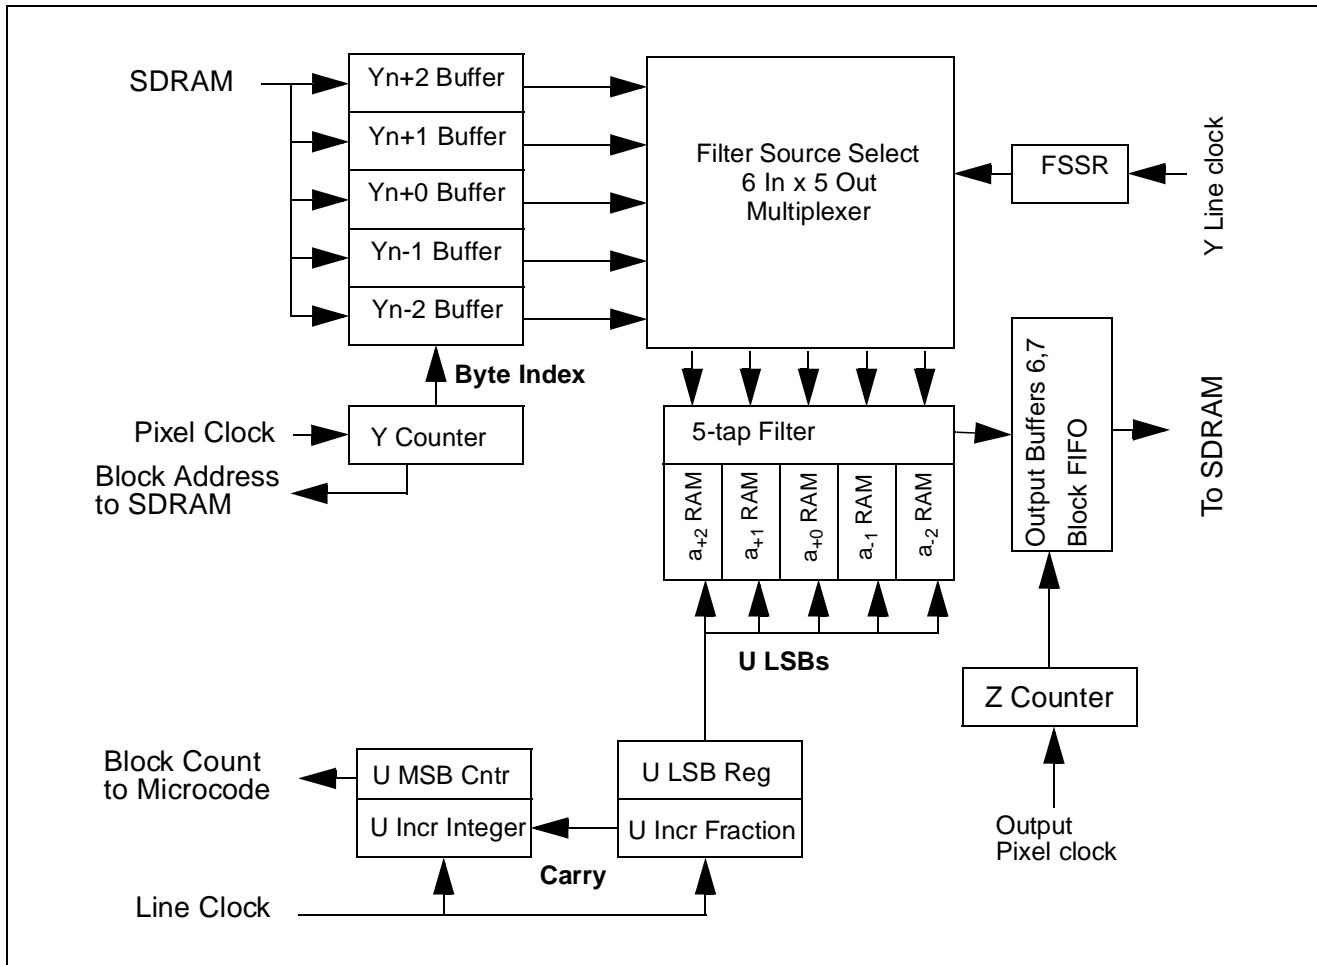 SDRAM
Yn+2 Buffer
Yn+1 Buffer
Yn+0 Buffer
Yn-1 Buffer
Yn-2 Buffer
Filter Source Select
6 In x 5 Out
Multiplexer
FSSR
Y Line clock
Byte Index
Pixel Clock
Y Counter
Block Address
to SDRAM
5-tap Filter
a+2 RAM
a+1 RAM
a+0 RAM
a-1 RAM
a-2 RAM
Output Buffers 6,7
Block FIFO
To SDRAM
U LSBs
Z Counter
Output
Pixel clock
Block Count
to Microcode
U MSB Cntr
U Incr Integer
U LSB Reg
U Incr Fraction
Carry
Line Clock